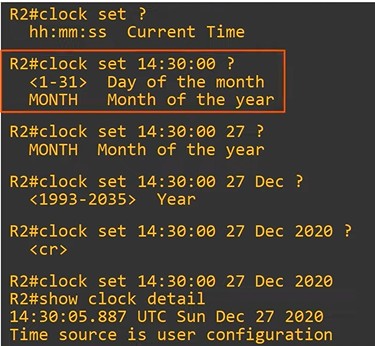 R2#clock set ?
hh:mm:ss Current Time
R2#clock set 14:30:00 ?
<1-31> Day of the month
MONTH Month of the year
R2#clock set 14:30:00 27 ?
MONTH Month of the year
R2#clock set 14:30:00 27 Dec ?
<1993-2035> Year
R2#clock set 14:30:00 27 Dec 2020 ?
<cr>
R2#clock set 14:30:00 27 Dec 2020
R2#show clock detail
14:30:05.887 UTC Sun Dec 27 2020
Time source is user configuration